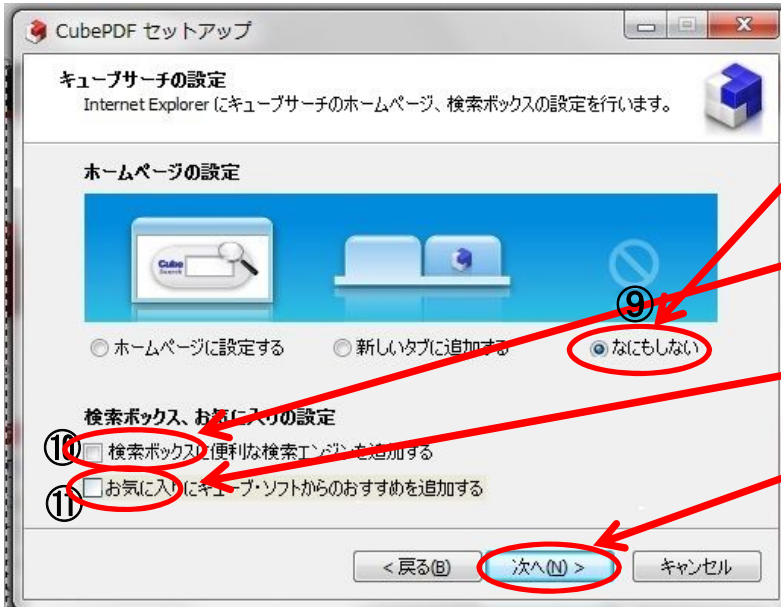 CubePDF セットアップ
キューブサーチの設定
Internet Explorer にキューブサーチのホームページ、検索ボックスの設定を行います。
ホームページの設定
Cube
Search
⑨
ホームページに設定する 新しいタブに追加する なにもしない
検索ボックス、お気に入りの設定
⑩ 検索ボックスに便利な検索エンジンを追加する
⑪ お気に入りにキューブ・ソフトからのおすすめを追加する
< 戻る(B) 次へ(N) > キャンセル